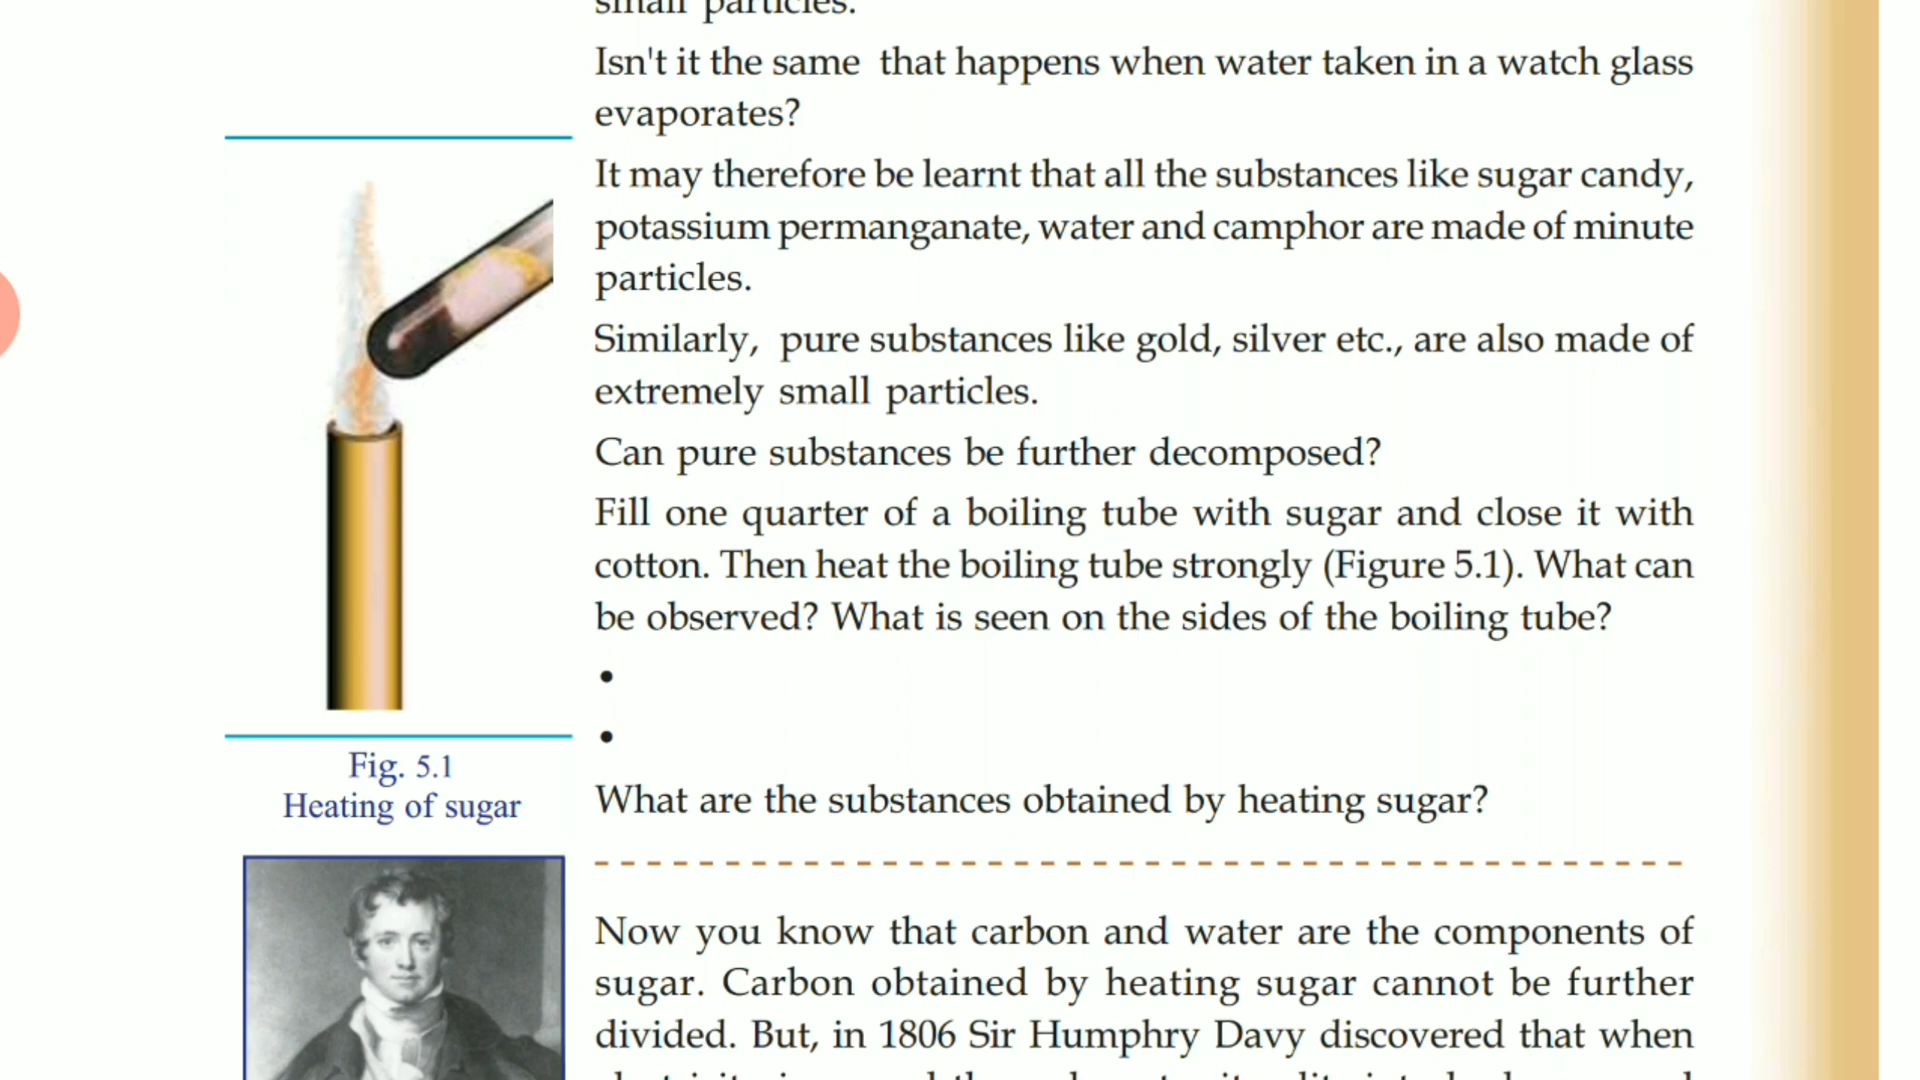 small particles.
Isn't it the same that happens when water taken in a watch glass
evaporates?
It may therefore be learnt that all the substances like sugar candy,
potassium permanganate, water and camphor are made of minute
particles.
Similarly, pure substances like gold, silver etc., are also made of
extremely small particles.
Can pure substances be further decomposed?
Fill one quarter of a boiling tube with sugar and close it with
cotton. Then heat the boiling tube strongly (Figure 5.1). What can
be observed? What is seen on the sides of the boiling tube?
•
•
What are the substances obtained by heating sugar?
Fig. 5.1
Heating of sugar
Now you know that carbon and water are the components of
sugar. Carbon obtained by heating sugar cannot be further
divided. But, in 1806 Sir Humphry Davy discovered that when